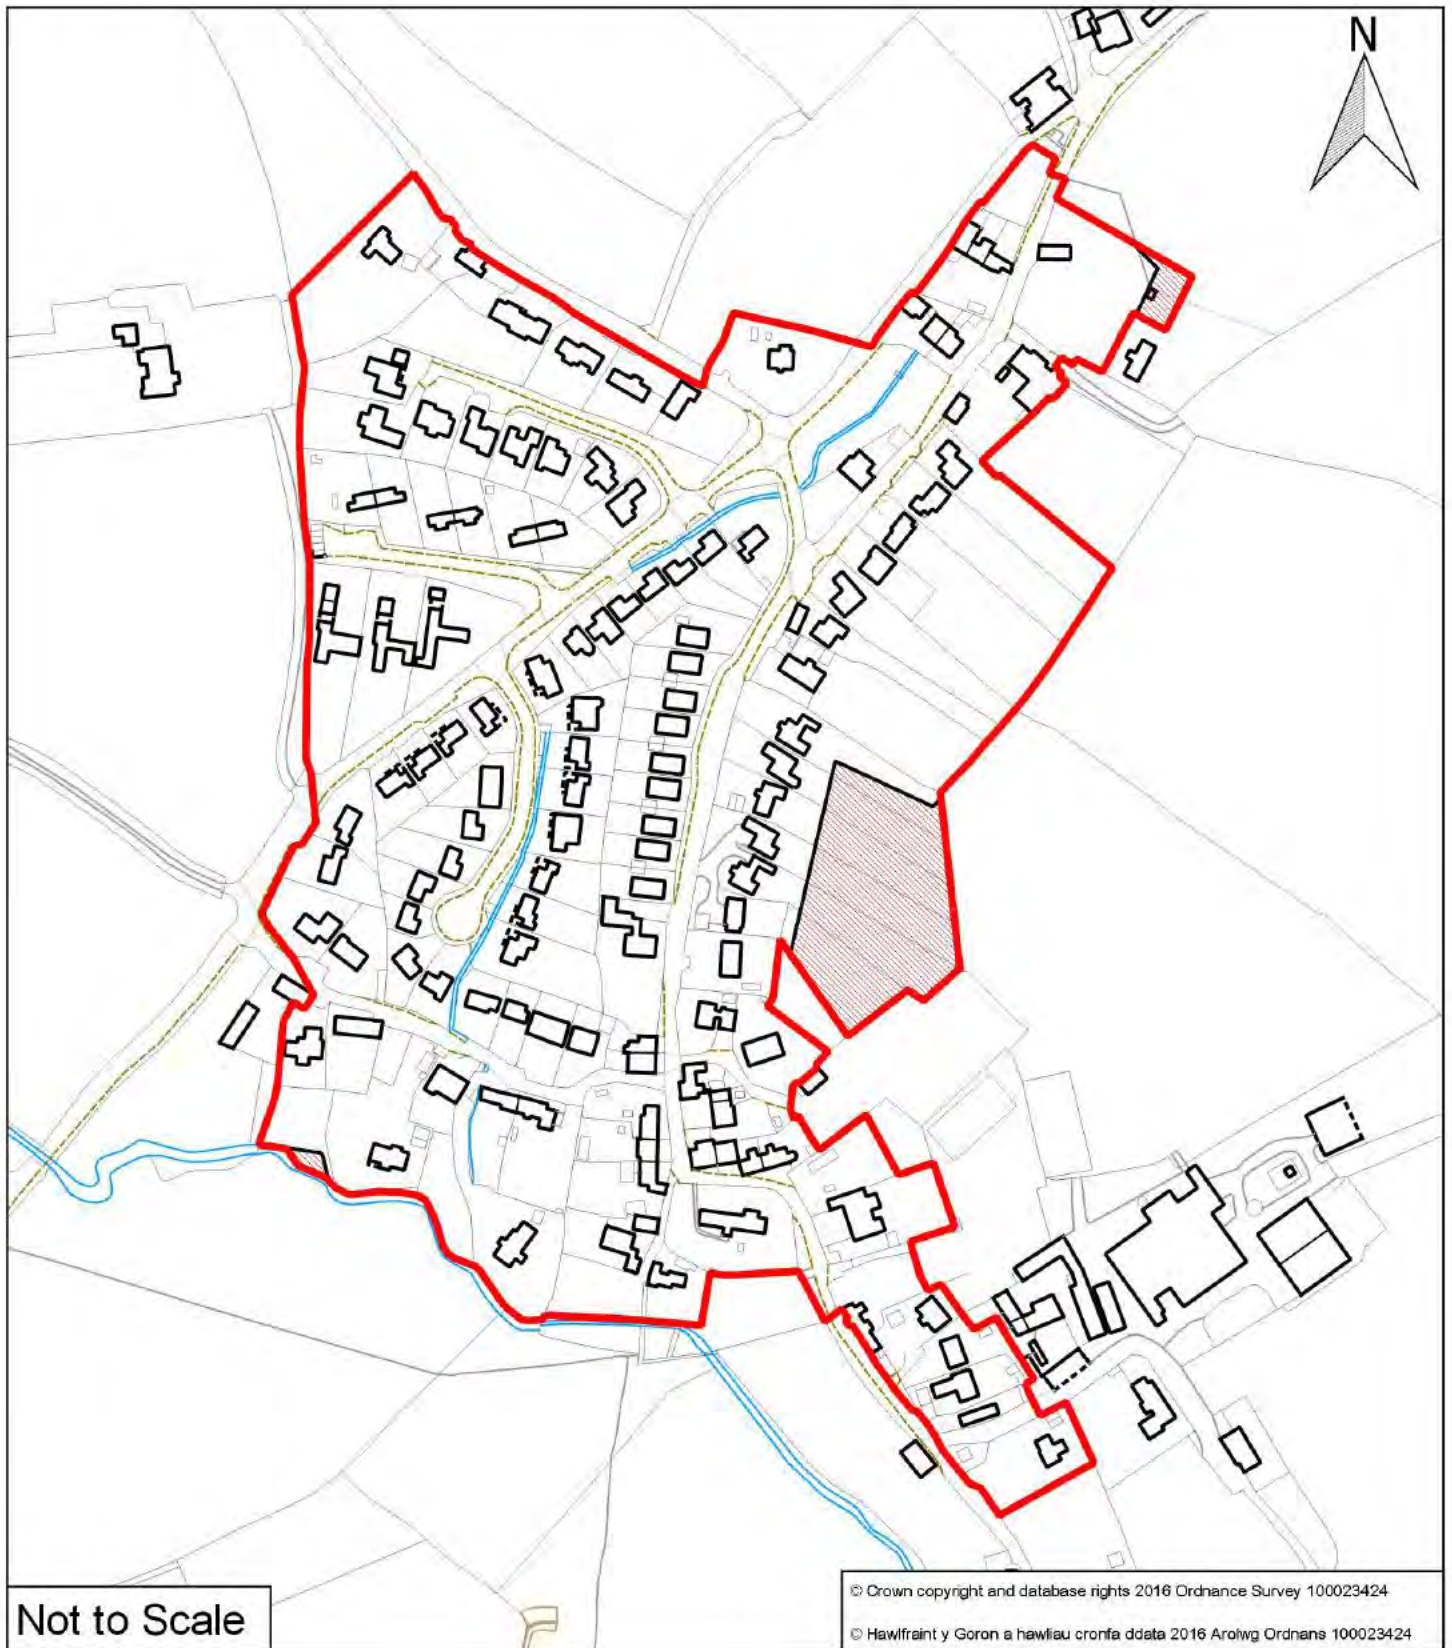 N
Not to Scale
© Crown copyright and database rights 2016 Ordnance Survey 100023424
© Hawlfraint y Goron a hawliau cronfa ddata 2016 Arolwg Ordnans 100023424